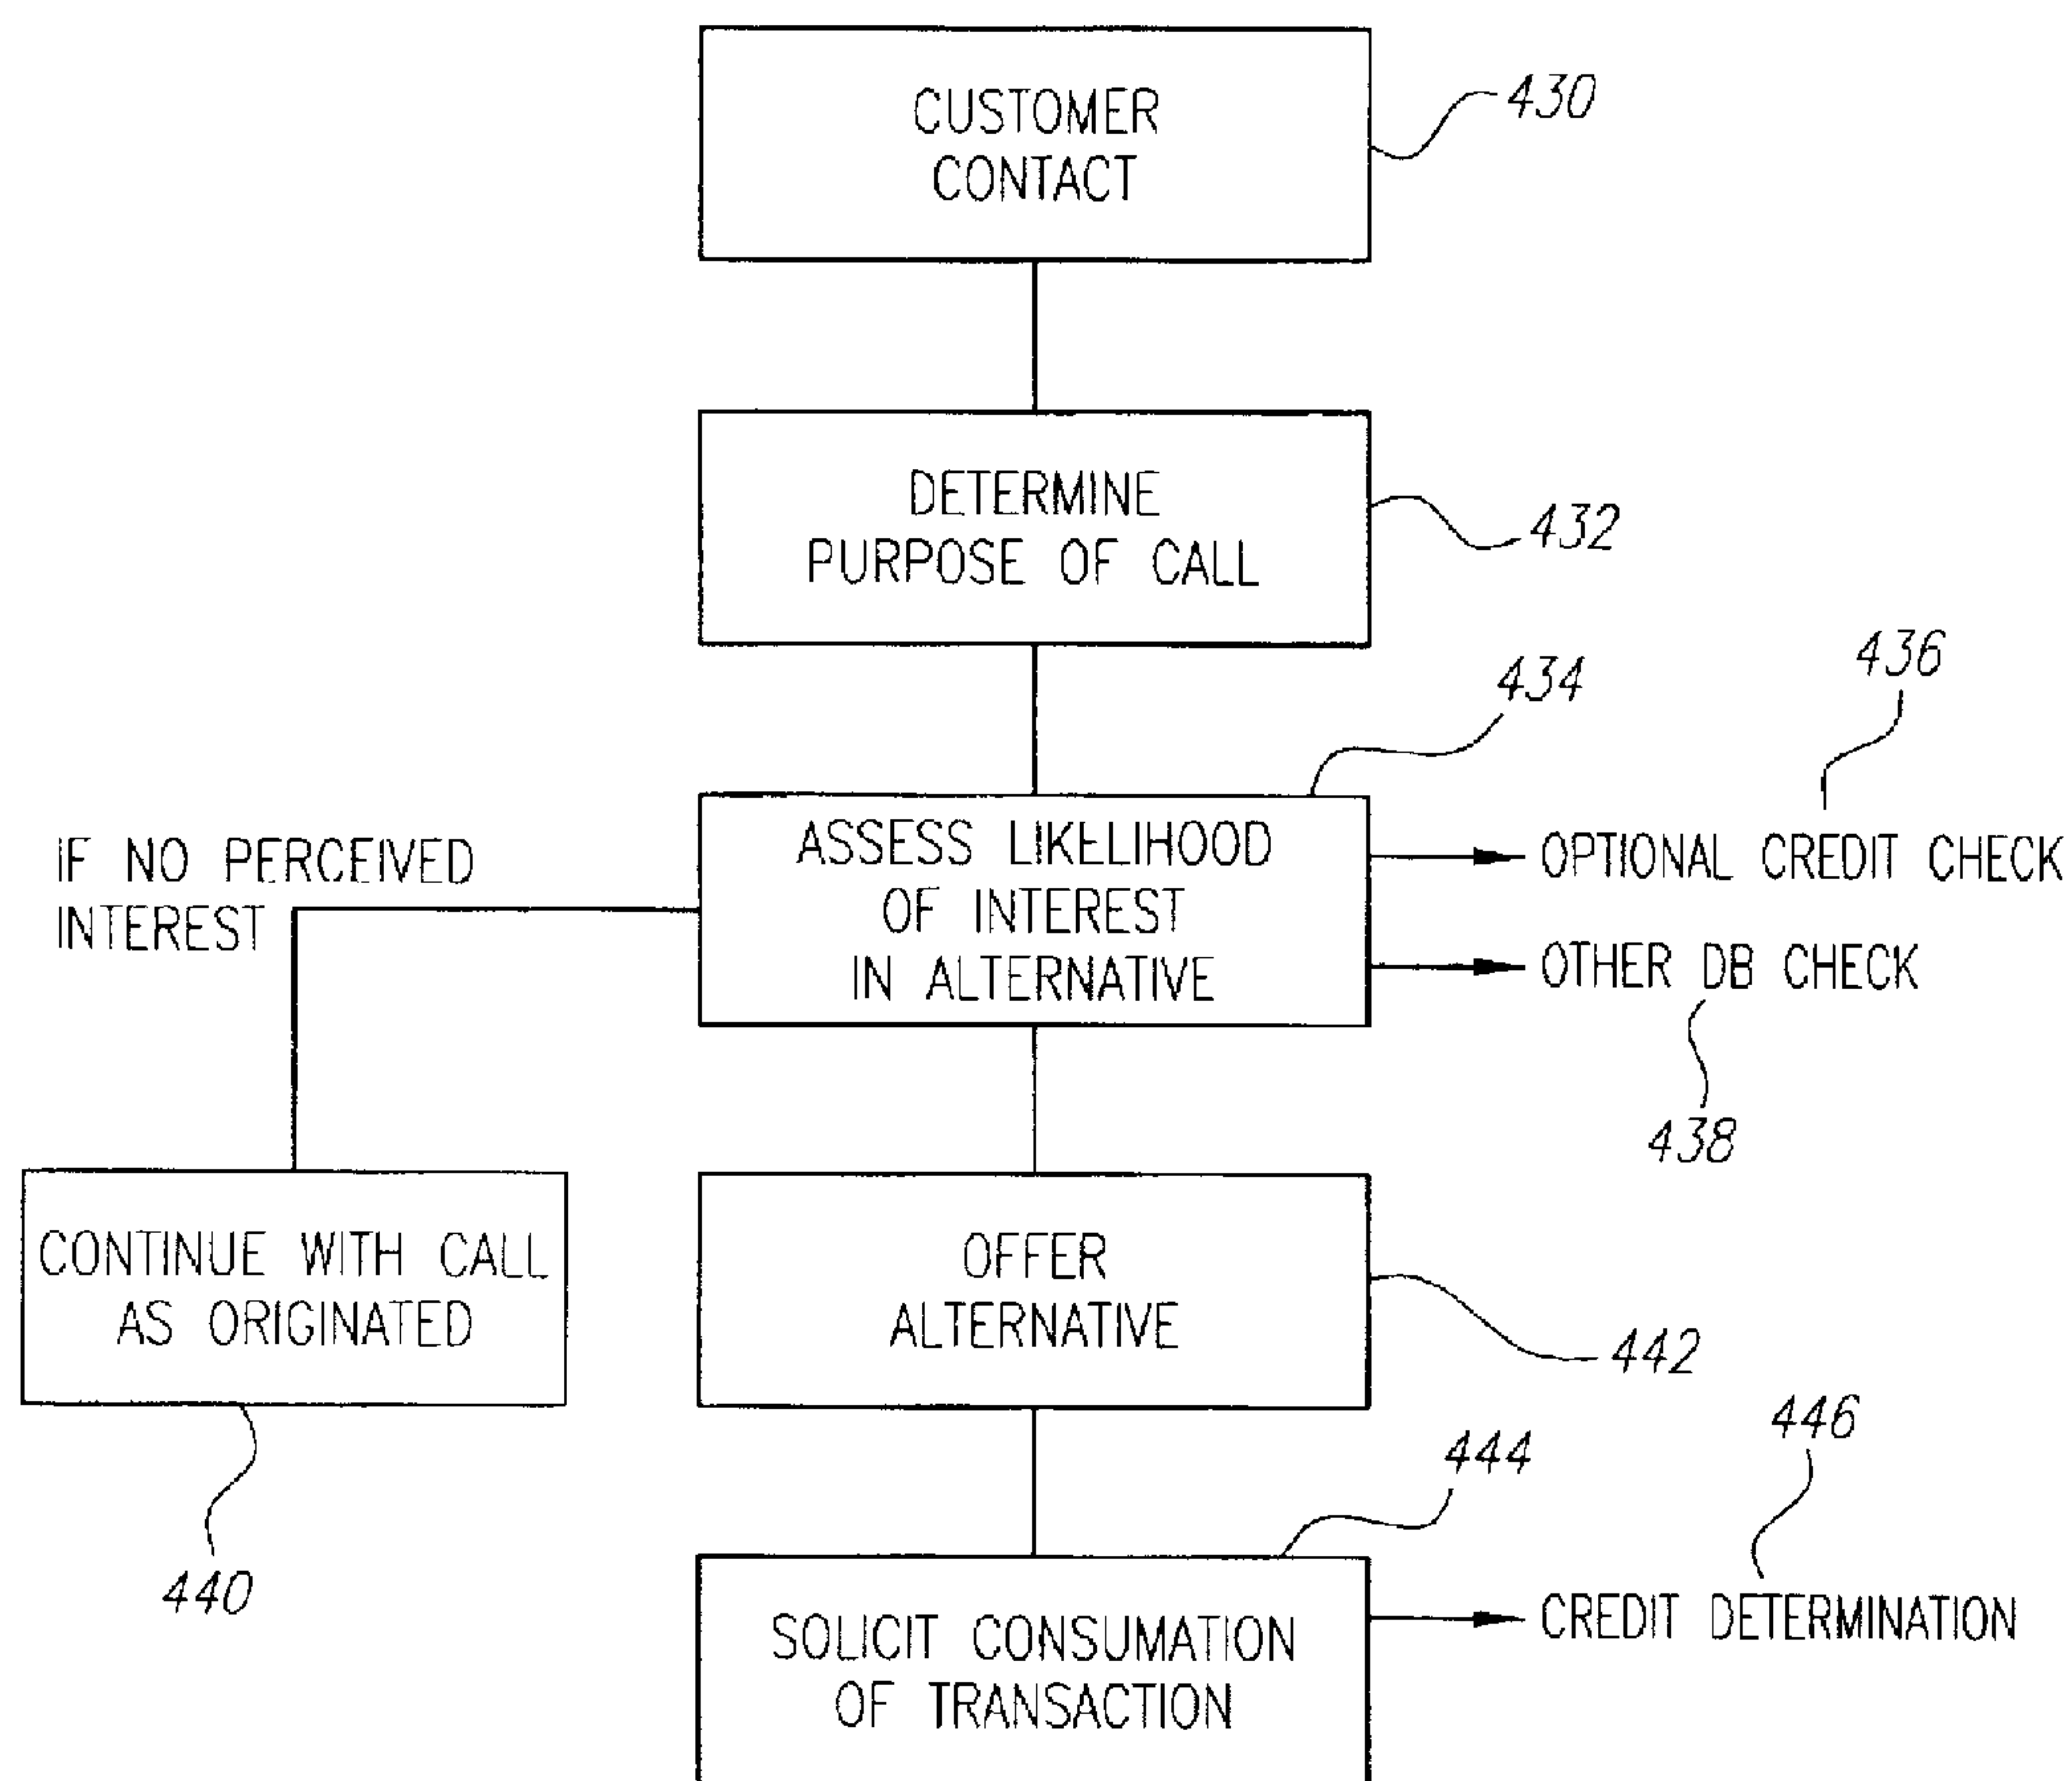 CUSTOMER
CONTACT
430
DETERMINE
PURPOSE OF CALL
432
434
436
IF NO PERCEIVED
INTEREST
ASSESS LIKELIHOOD
OF INTEREST
IN ALTERNATIVE
OPTIONAL CREDIT CHECK
OTHER DB CHECK
438
CONTINUE WITH CALL
AS ORIGINATED
440
OFFER
ALTERNATIVE
442
444
446
SOLICIT CONSUMATION
OF TRANSACTION
CREDIT DETERMINATION